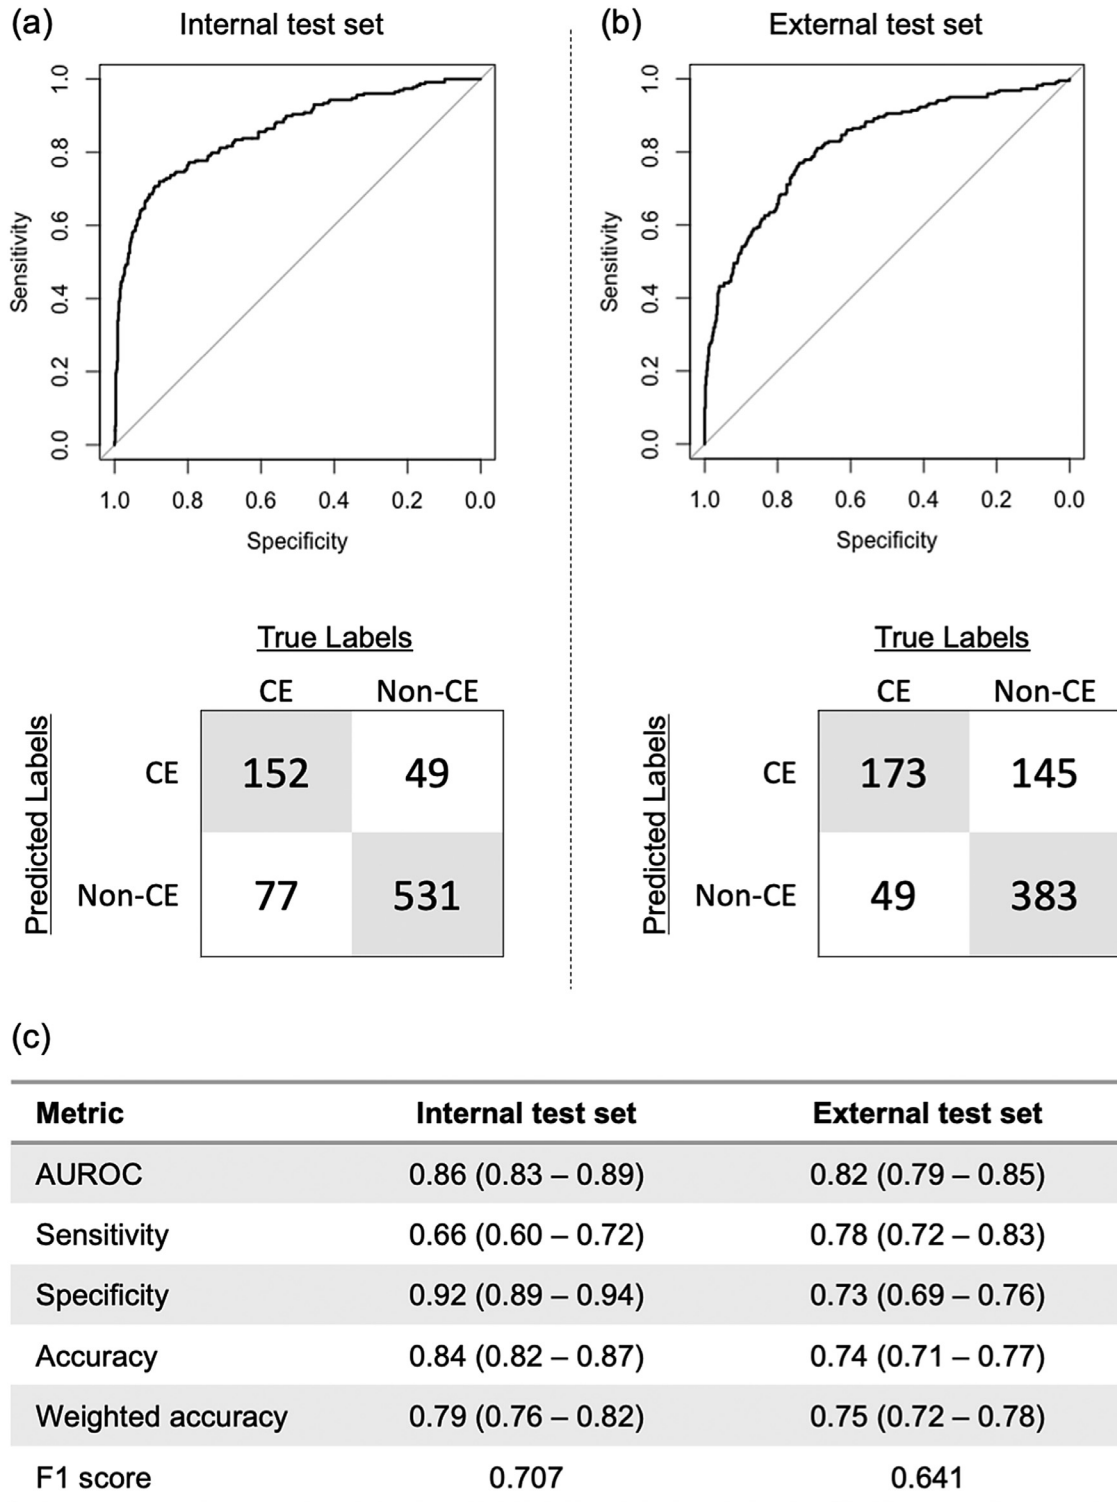 (a) Internal test set
(b) External test set
1.0
0.8
0.6
0.4
0.2
0.0
Sensitivity
1.0 0.8 0.6 0.4 0.2 0.0
Specificity
1.0
0.8
0.6
0.4
0.2
0.0
Sensitivity
1.0 0.8 0.6 0.4 0.2 0.0
Specificity
True Labels
CE Non-CE
Predicted Labels
CE 152 49
Non-CE 77 531
True Labels
CE Non-CE
Predicted Labels
CE 173 145
Non-CE 49 383
(c)
Metric Internal test set External test set
AUROC 0.86 (0.83 – 0.89) 0.82 (0.79 – 0.85)
Sensitivity 0.66 (0.60 – 0.72) 0.78 (0.72 – 0.83)
Specificity 0.92 (0.89 – 0.94) 0.73 (0.69 – 0.76)
Accuracy 0.84 (0.82 – 0.87) 0.74 (0.71 – 0.77)
Weighted accuracy 0.79 (0.76 – 0.82) 0.75 (0.72 – 0.78)
F1 score 0.707 0.641